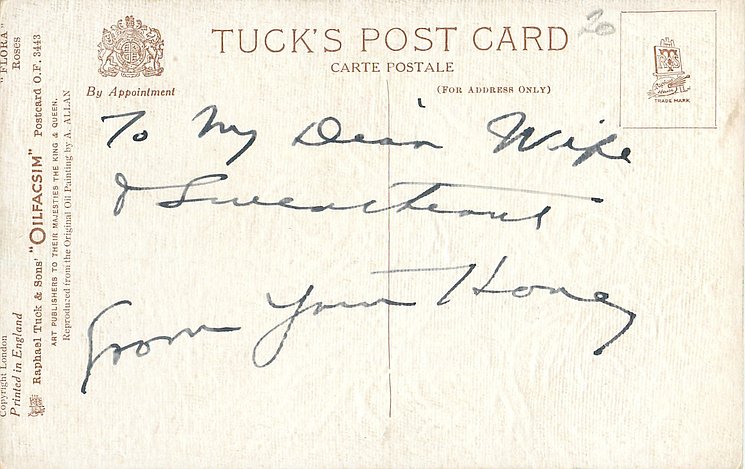 TUCK'S POST CARD
CARTE POSTALE
By Appointment
(FOR ADDRESS ONLY)
20
TRADE MARK
To My Dear Wife
& Sweetheart
From Your Honey
"FLORA"
Roses
Copyright London
Printed in England
Raphael Tuck & Sons' "OILFACSIM" Postcard O.F. 3443
ART PUBLISHERS TO THEIR MAJESTIES THE KING & QUEEN.
Reproduced from the Original Oil Painting by A. ALLAN